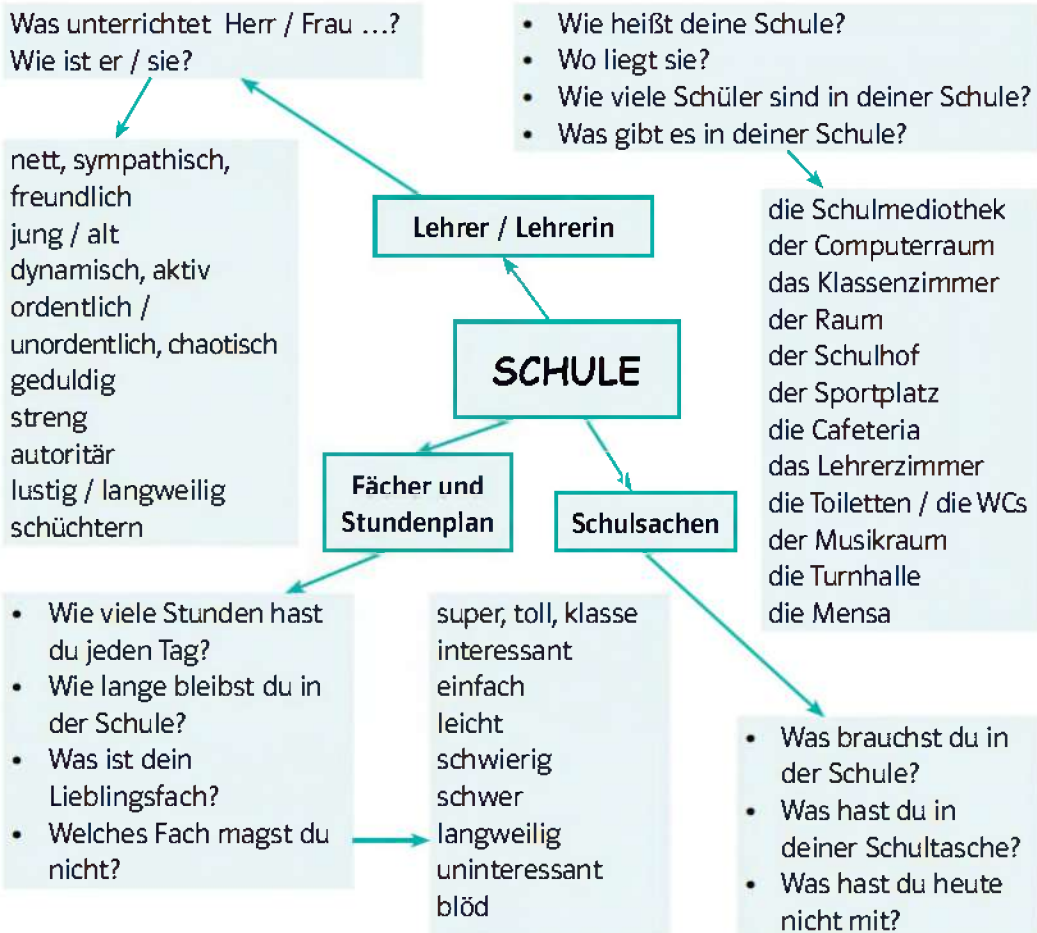 Was unterrichtet Herr / Frau ...?
Wie ist er / sie?
• Wie heißt deine Schule?
• Wo liegt sie?
• Wie viele Schüler sind in deiner Schule?
• Was gibt es in deiner Schule?
nett, sympathisch,
freundlich
jung / alt
dynamisch, aktiv
ordentlich /
unordentlich, chaotisch
geduldig
streng
autoritär
lustig / langweilig
schüchtern
Lehrer / Lehrerin
die Schulmediothek
der Computerraum
das Klassenzimmer
der Raum
der Schulhof
der Sportplatz
die Cafeteria
das Lehrerzimmer
die Toiletten / die WCs
der Musikraum
die Turnhalle
die Mensa
SCHULE
Fächer und
Stundenplan
Schulsachen
• Wie viele Stunden hast
du jeden Tag?
• Wie lange bleibst du in
der Schule?
• Was ist dein
Lieblingsfach?
• Welches Fach magst du
nicht?
super, toll, klasse
interessant
einfach
leicht
schwierig
schwer
langweilig
uninteressant
blöd
• Was brauchst du in
der Schule?
• Was hast du in
deiner Schultasche?
• Was hast du heute
nicht mit?